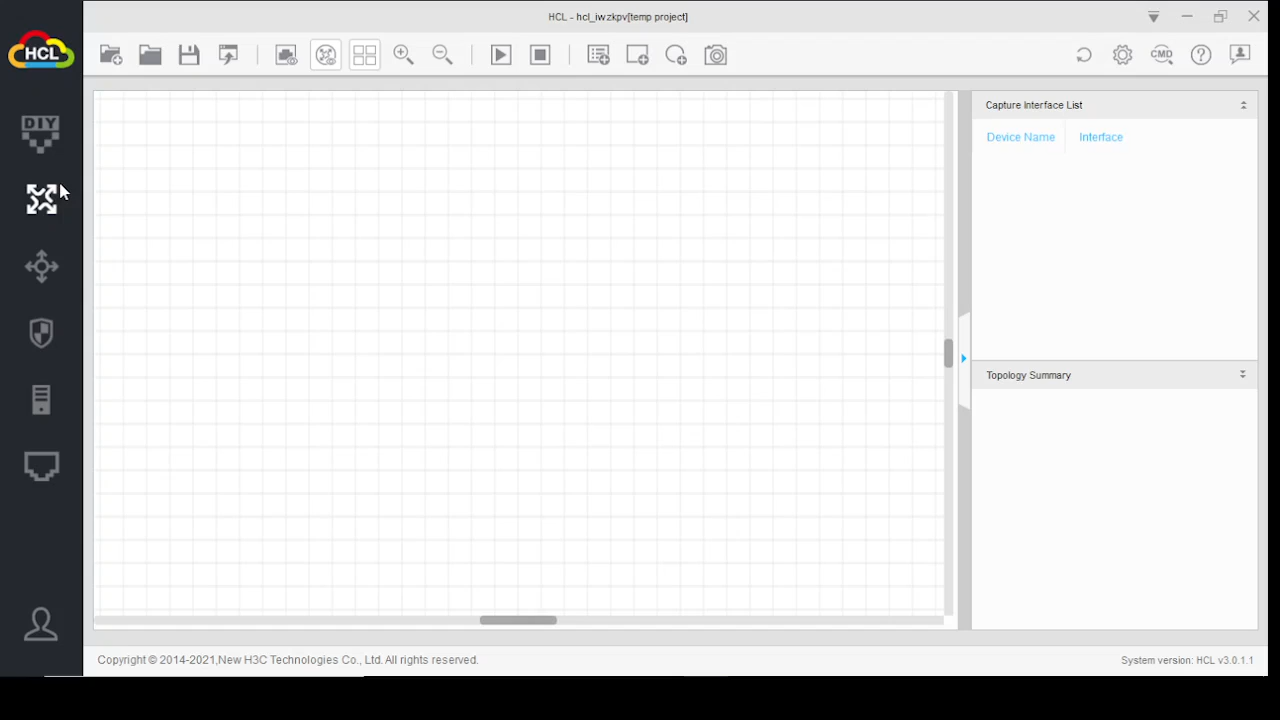 HCL - hcl_iwzkpv[temp project]
HCL
CMD
DIY
Capture Interface List
Device Name Interface
Topology Summary
Copyright © 2014-2021,New H3C Technologies Co., Ltd. All rights reserved.
System version: HCL v3.0.1.1